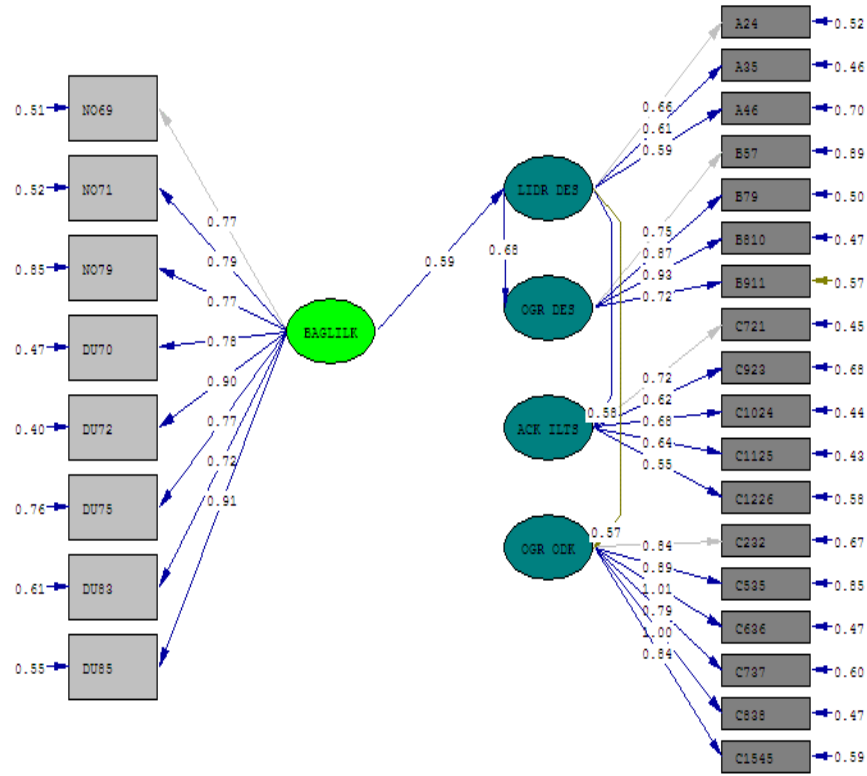 0.51
NO69
0.52
NO71
0.85
NO79
0.47
DU70
0.40
DU72
0.76
DU75
0.61
DU83
0.55
DU85
0.77
0.79
0.77
0.78
0.90
0.77
0.72
0.91
BAGLILK
0.59
LIDR DES
0.68
OGR DES
ACK ILTS
0.58
OGR ODK
0.57
0.66
0.61
0.59
0.75
0.87
0.93
0.72
0.72
0.62
0.68
0.64
0.55
0.84
0.89
1.01
0.79
1.00
0.84
A24
0.52
A35
0.46
A46
0.70
B57
0.89
B79
0.50
B810
0.47
B911
0.57
C721
0.45
C923
0.68
C1024
0.44
C1125
0.43
C1226
0.58
C232
0.67
C535
0.85
C636
0.47
C737
0.60
C838
0.47
C1545
0.59